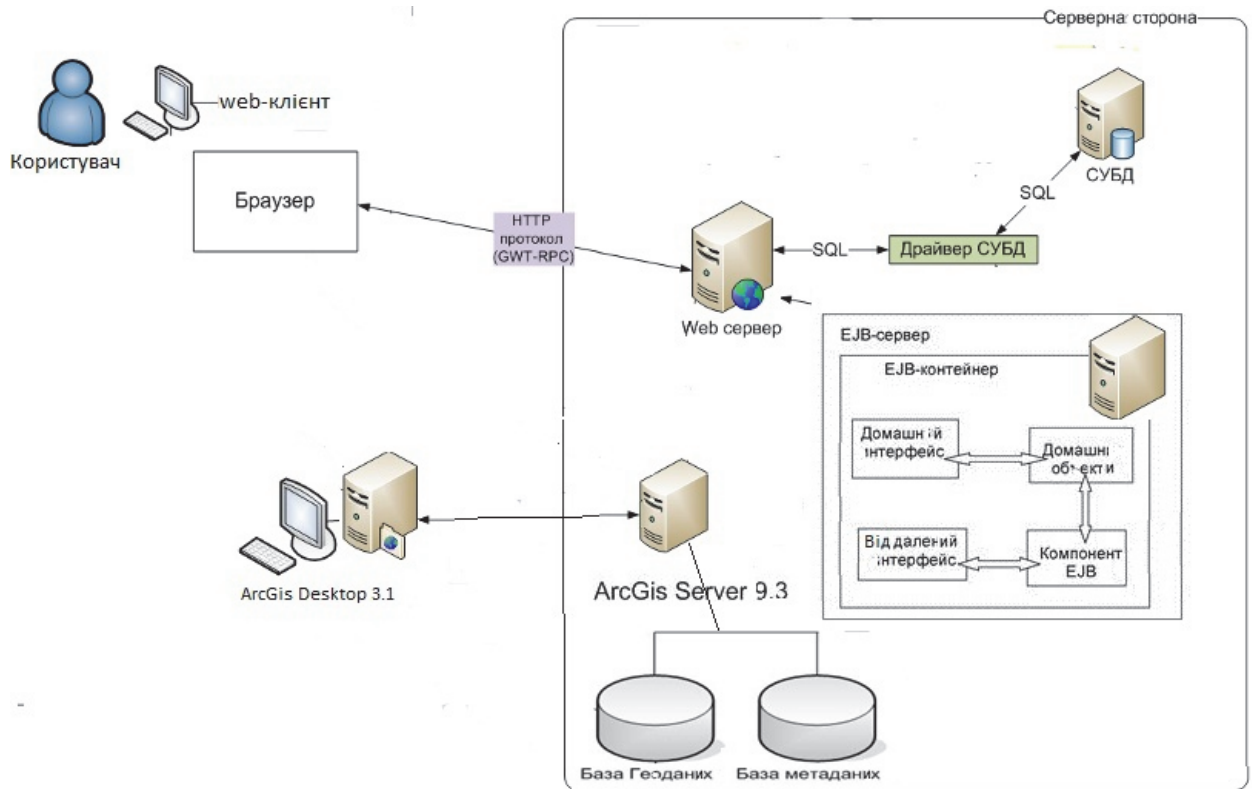 Серверна сторона
web-клієнт
Користувач
Браузер
HTTP
протокол
(GWT-RPC)
СУБД
SQL
SQL
Драйвер СУБД
Web сервер
EJB-сервер
EJB-контейнер
Домашній
інтерфейс
Домашні
об'єкти
Віддалений
інтерфейс
Компонент
EJB
ArcGis Desktop 3.1
ArcGis Server 9.3
База Геоданих
База метаданих